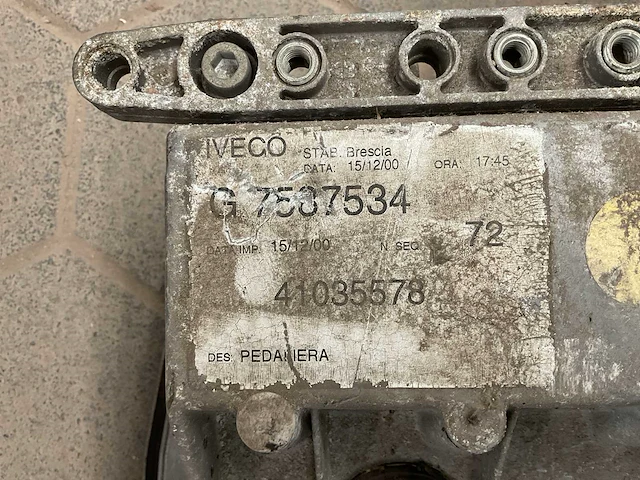 IVECO STAB. Brescia
DATA: 15/12/00 ORA: 17:45
G 7587534
DATA IMP. 15/12/00 N. SEQ. 72
41035578
DES: PEDANIERA